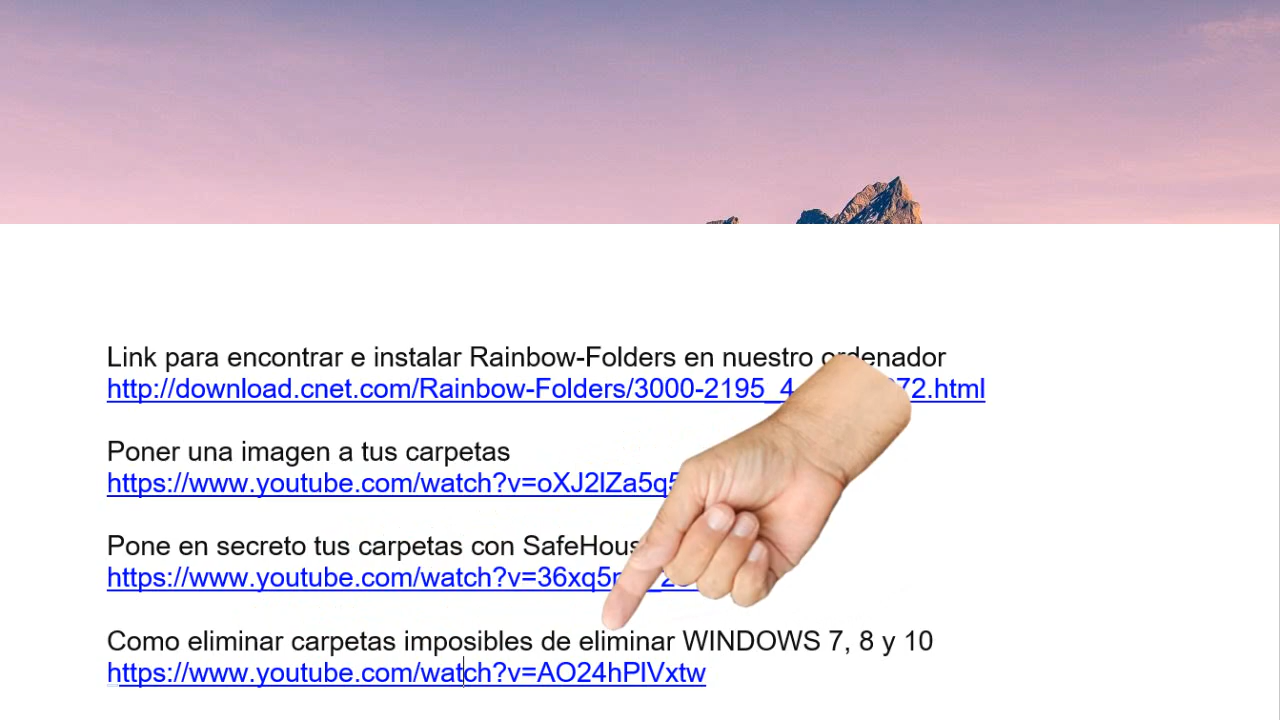 Link para encontrar e instalar Rainbow-Folders en nuestro ordenador
http://download.cnet.com/Rainbow-Folders/3000-2195_4- 72.html
Poner una imagen a tus carpetas
https://www.youtube.com/watch?v=oXJ2lZa5q
Pone en secreto tus carpetas con
https://www.youtube.com/watch?v=36xq5
Como eliminar carpetas imposibles de eliminar WINDOWS 7, 8 y 10
https://www.youtube.com/watch?v=AO24hPlVxtw